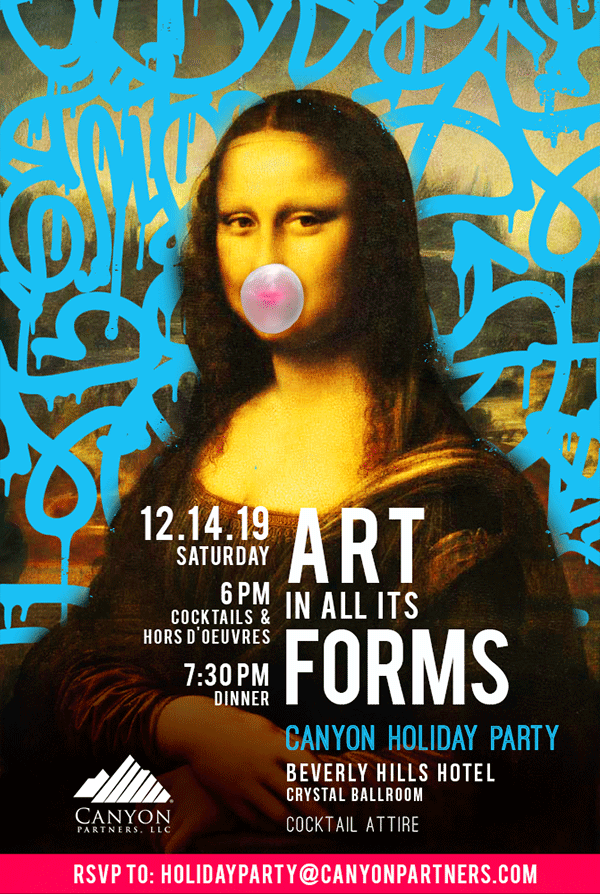 12.14.19
SATURDAY
6 PM
COCKTAILS &
HORS D'OEUVRES
7:30 PM
DINNER
ART
IN ALL ITS
FORMS
CANYON HOLIDAY PARTY
BEVERLY HILLS HOTEL
CRYSTAL BALLROOM
COCKTAIL ATTIRE
CANYON
PARTNERS, LLC
RSVP TO: HOLIDAYPARTY@CANYONPARTNERS.COM